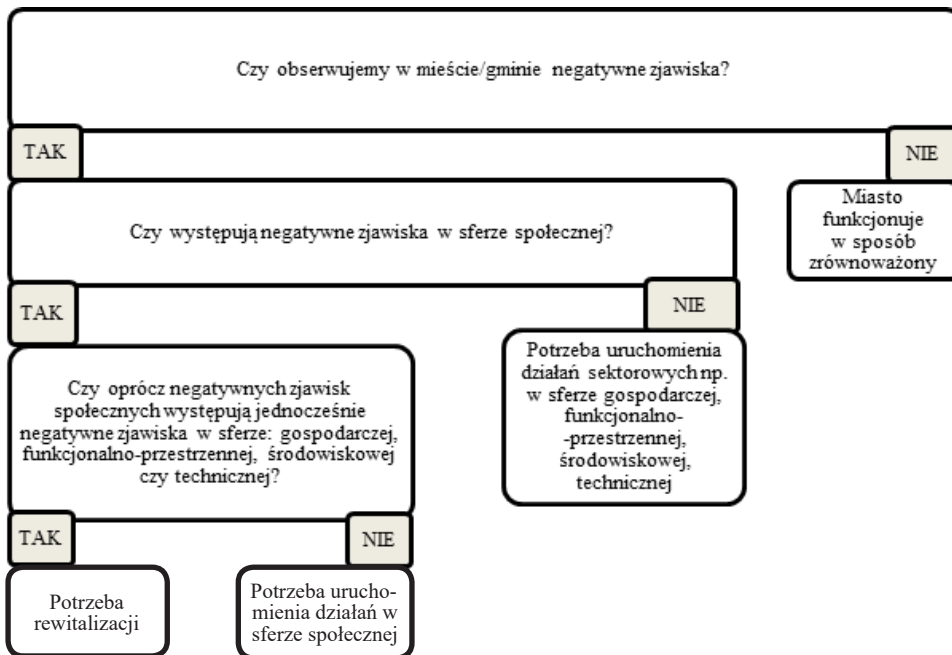 Czy obserwujemy w mieście/gminie negatywne zjawiska?
TAK
NIE
Miasto
funkcjonuje
w sposób
zrównoważony
Czy występują negatywne zjawiska w sferze społecznej?
TAK
NIE
Potrzeba uruchomienia
działań sektorowych np.
w sferze gospodarczej,
funkcjonalno-
-przestrzennej,
środowiskowej,
technicznej
Czy oprócz negatywnych zjawisk
społecznych występują jednocześnie
negatywne zjawiska w sferze: gospodarczej,
funkcjonalno-przestrzennej, środowiskowej
czy technicznej?
TAK
NIE
Potrzeba
rewitalizacji
Potrzeba urucho-
mienia działań w
sferze społecznej